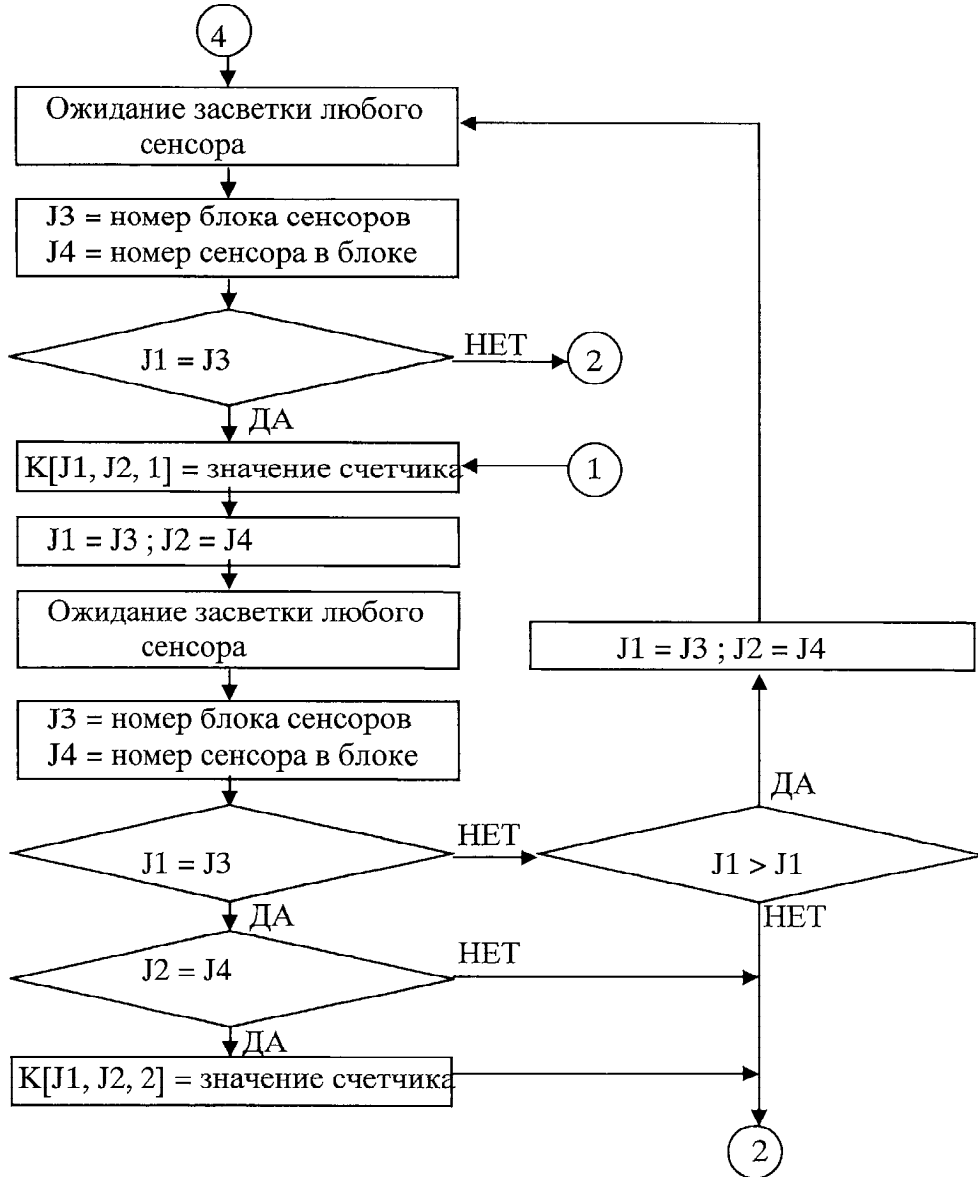 4
Ожидание засветки любого
сенсора
J3 = номер блока сенсоров
J4 = номер сенсора в блоке
J1 = J3
НЕТ
2
ДА
K[J1, J2, 1] = значение счетчика
1
J1 = J3 ; J2 = J4
Ожидание засветки любого
сенсора
J1 = J3 ; J2 = J4
J3 = номер блока сенсоров
J4 = номер сенсора в блоке
ДА
J1 = J3
НЕТ
J1 > J1
ДА
НЕТ
J2 = J4
НЕТ
ДА
K[J1, J2, 2] = значение счетчика
2